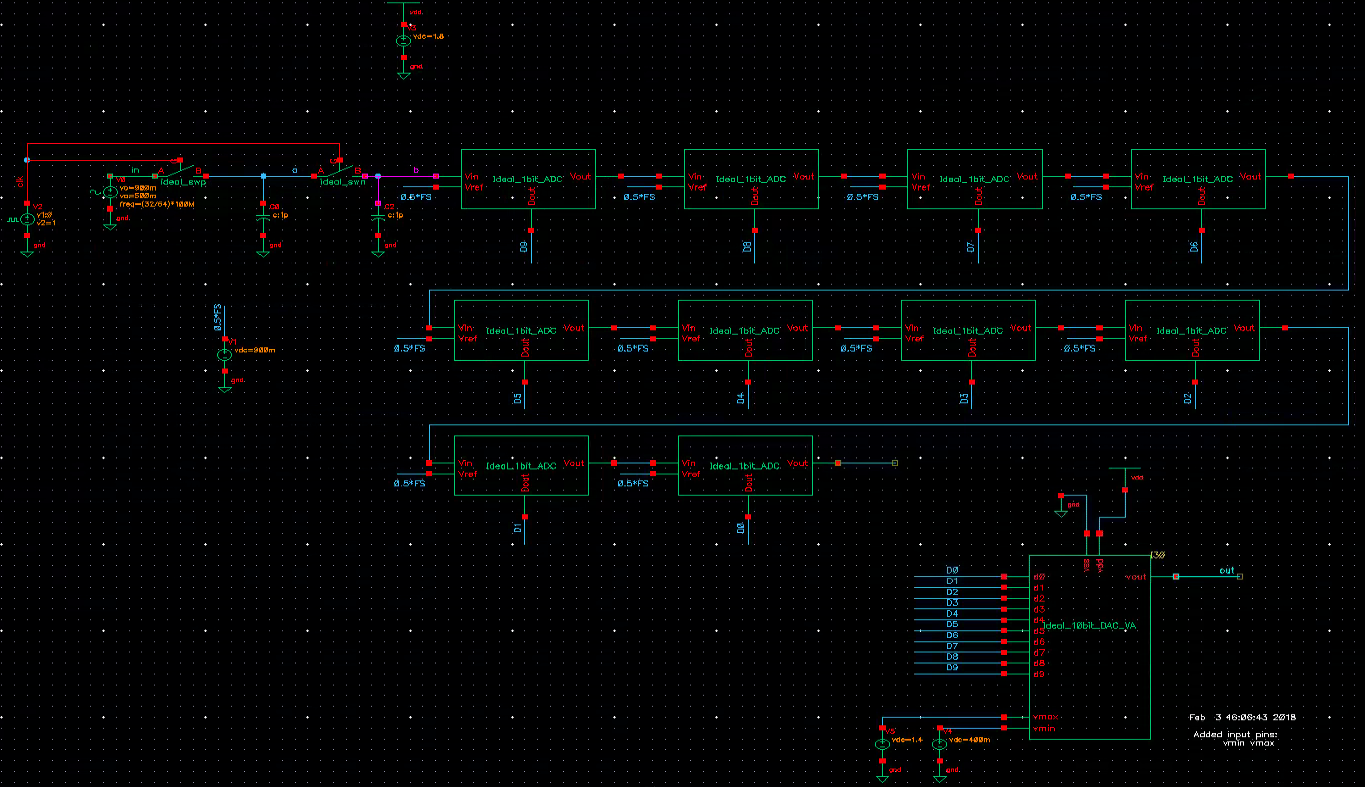 vdd.
V3
vdc=1.8
gnd.
clk
in
A
B
ideal_swp
a
A
B
ideal_swn
b
V0
vo=900m
va=500m
freq=(32/64)*100M
gnd.
V2
v1:0
v2=1
gnd
C0
c:1p
gnd
c:1p
gnd
Vin
Vref
Ideal_1bit_ADC
Vout
Dout
0.5*FS
D9
Vin
Vref
Ideal_1bit_ADC
Vout
Dout
0.5*FS
D8
Vin
Vref
Ideal_1bit_ADC
Vout
Dout
0.5*FS
D7
Vin
Vref
Ideal_1bit_ADC
Vout
Dout
0.5*FS
D6
0.5*FS
V1
vdc=900m
gnd.
Vin
Vref
Ideal_1bit_ADC
Vout
Dout
0.5*FS
D5
Vin
Vref
Ideal_1bit_ADC
Vout
Dout
0.5*FS
D4
Vin
Vref
Ideal_1bit_ADC
Vout
Dout
0.5*FS
D3
Vin
Vref
Ideal_1bit_ADC
Vout
Dout
0.5*FS
D2
Vin
Vref
Ideal_1bit_ADC
Vout
Dout
0.5*FS
D1
Vin
Vref
Ideal_1bit_ADC
Vout
Dout
0.5*FS
D0
vdd
gnd
I30
vss
vdd
vout
out
D0
D1
D2
D3
D4
D5
D6
D7
D8
D9
d0
d1
d2
d3
d4
d5
d6
d7
d8
d9
Ideal_10bit_DAC_VA
vmax
vmin
V5
vdc=1.4
gnd
V4
vdc=400m
gnd.
Feb 3 46:06:43 2018
Added input pins:
vmin vmax